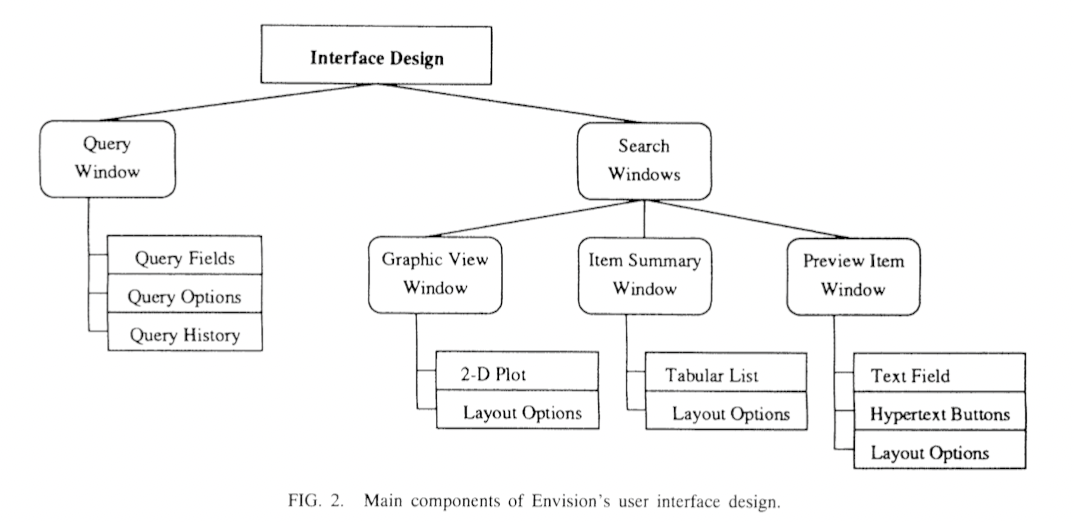 Interface Design
Query
Window
Search
Windows
Query Fields
Query Options
Query History
Graphic View
Window
Item Summary
Window
Preview Item
Window
2-D Plot
Layout Options
Tabular List
Layout Options
Text Field
Hypertext Buttons
Layout Options
FIG. 2. Main components of Envision's user interface design.